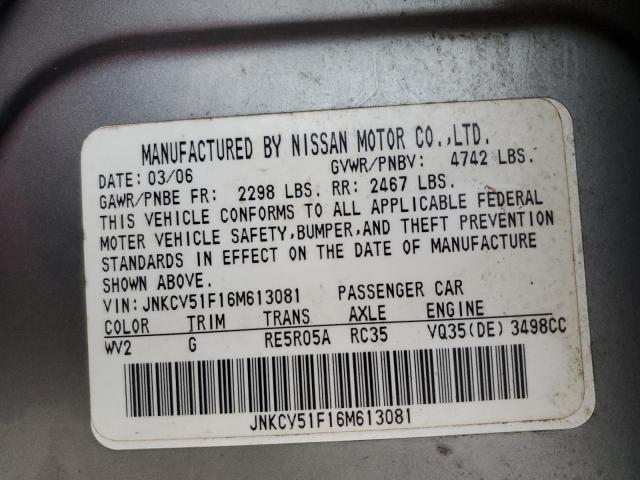 MANUFACTURED BY NISSAN MOTOR CO.,LTD.
DATE: 03/06 GVWR/PNBV: 4742 LBS.
GAWR/PNBE FR: 2298 LBS. RR: 2467 LBS.
THIS VEHICLE CONFORMS TO ALL APPLICABLE FEDERAL
MOTER VEHICLE SAFETY,BUMPER,AND THEFT PREVENTION
STANDARDS IN EFFECT ON THE DATE OF MANUFACTURE
SHOWN ABOVE.
VIN:JNKCV51F16M613081 PASSENGER CAR
COLOR TRIM TRANS AXLE ENGINE
WV2 G RE5R05A RC35 VQ35(DE)3498CC
JNKCV51F16M613081